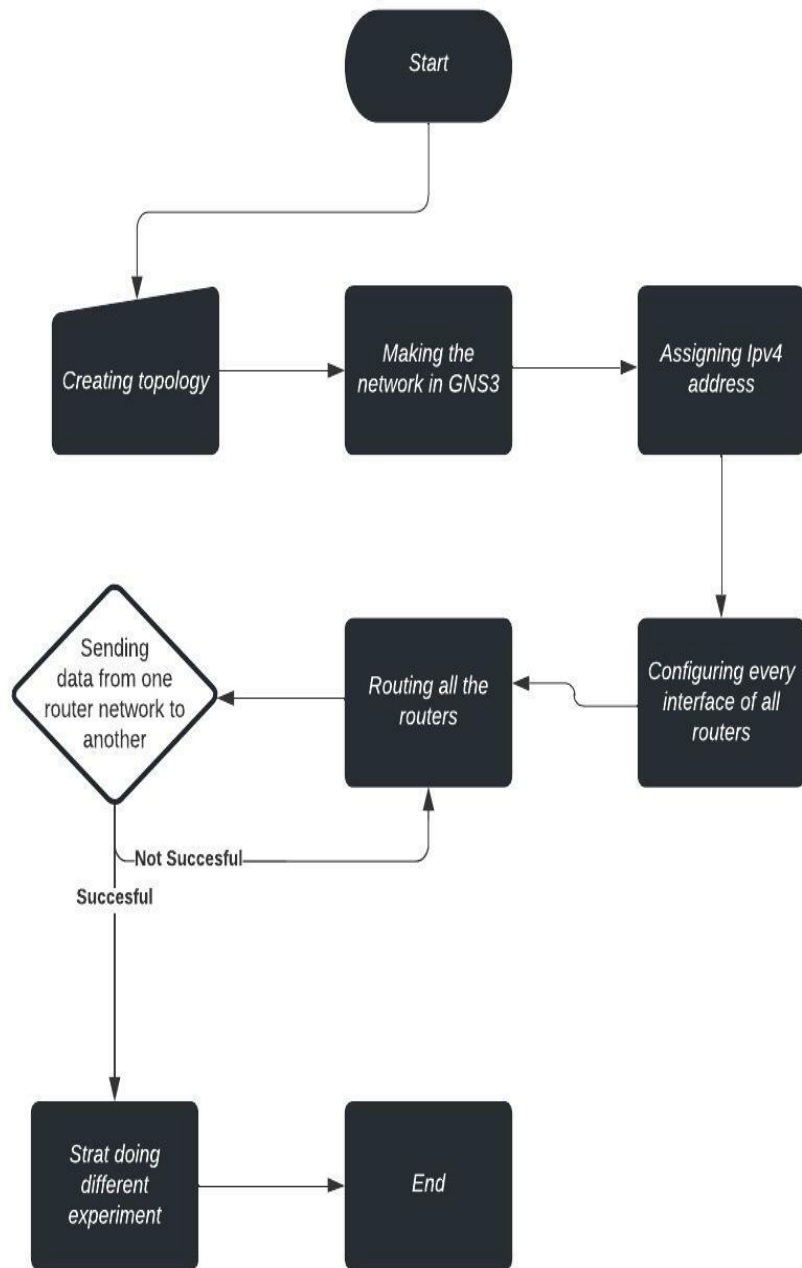 Start
Creating topology
Making the
network in GNS3
Assigning Ipv4
address
Configuring every
interface of all
routers
Routing all the
routers
Sending
data from one
router network to
another
Not Succesful
Succesful
Strat doing
different
experiment
End